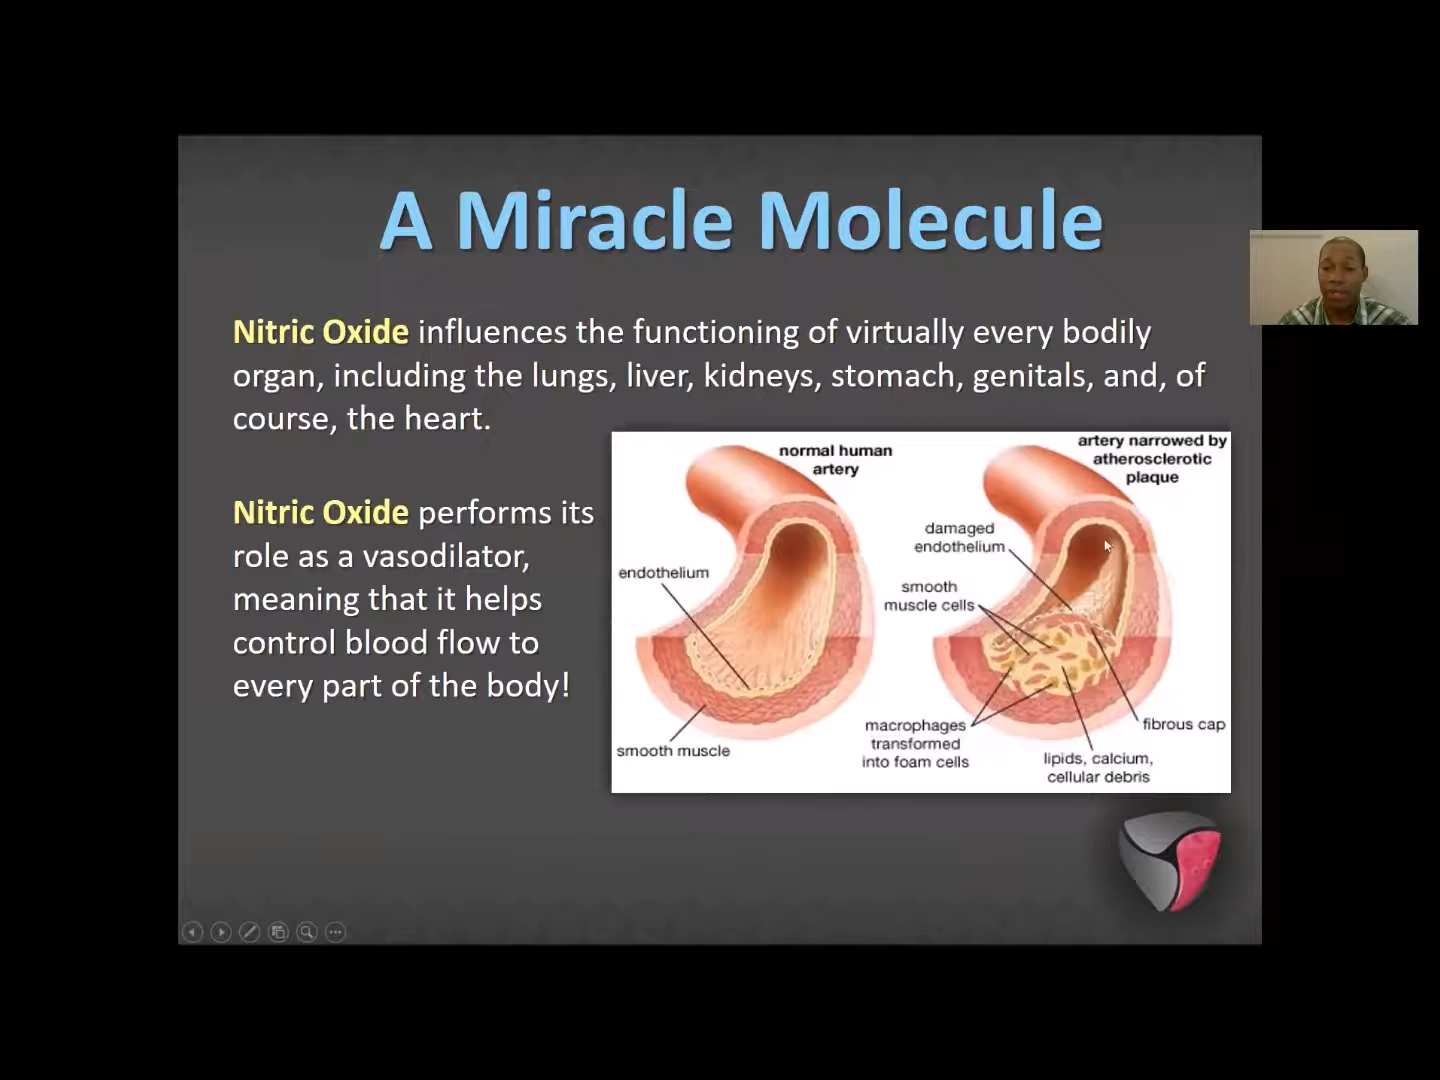 A Miracle Molecule
Nitric Oxide influences the functioning of virtually every bodily
organ, including the lungs, liver, kidneys, stomach, genitals, and, of
course, the heart.
Nitric Oxide performs its
role as a vasodilator,
meaning that it helps
control blood flow to
every part of the body!
normal human
artery
endothelium
smooth muscle
artery narrowed by
atherosclerotic
plaque
damaged
endothelium
smooth
muscle cells
macrophages
transformed
into foam cells
lipids, calcium,
cellular debris
fibrous cap